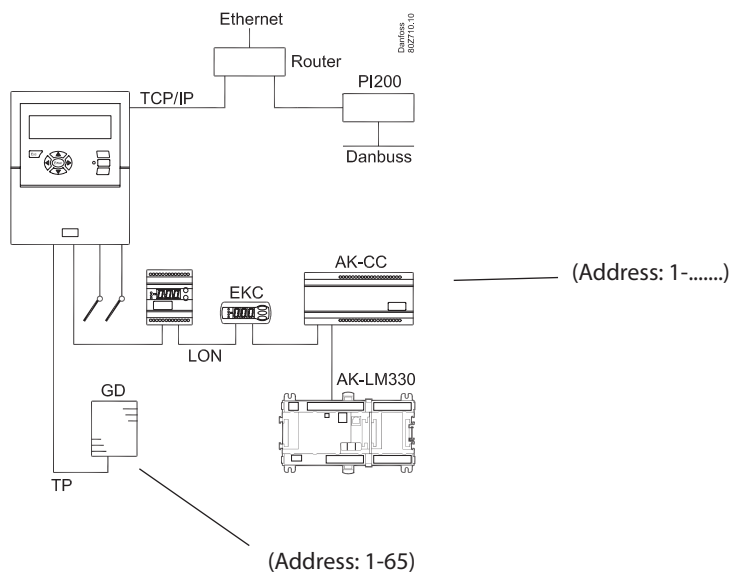 Ethernet
Danfoss
80Z710.10
Router
PI200
TCP/IP
Danbuss
AK-CC
(Address: 1-.......)
EKC
LON
AK-LM330
GD
TP
(Address: 1-65)